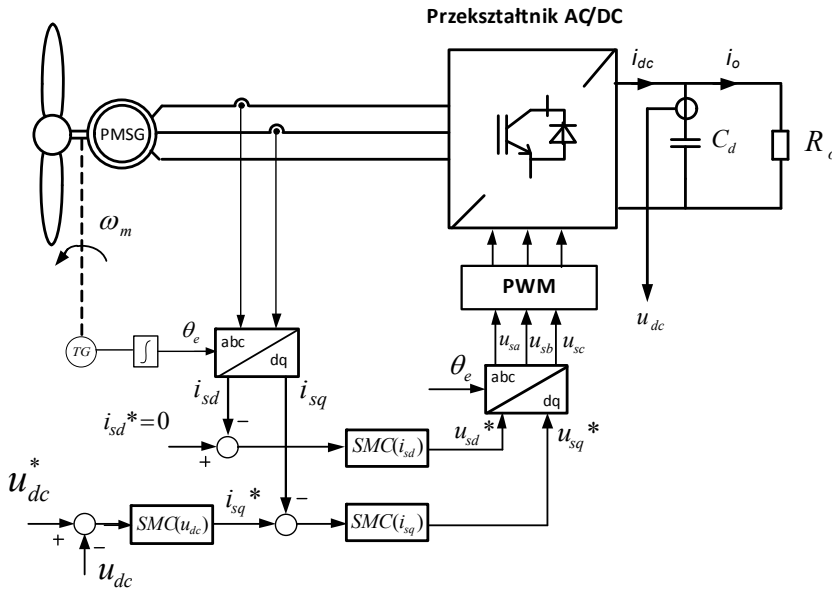 Przekształtnik AC/DC
i_dc
i_o
PMSG
C_d
R_o
ω_m
PWM
u_dc
TG
∫
θ_e
abc
dq
u_sa
u_sb
u_sc
θ_e
abc
dq
i_sd
i_sq
i_sd*=0
−
+
SMC(i_sd)
u_sd*
u_sq*
u*_dc
i_sq*
−
+
SMC(u_dc)
SMC(i_sq)
−
u_dc